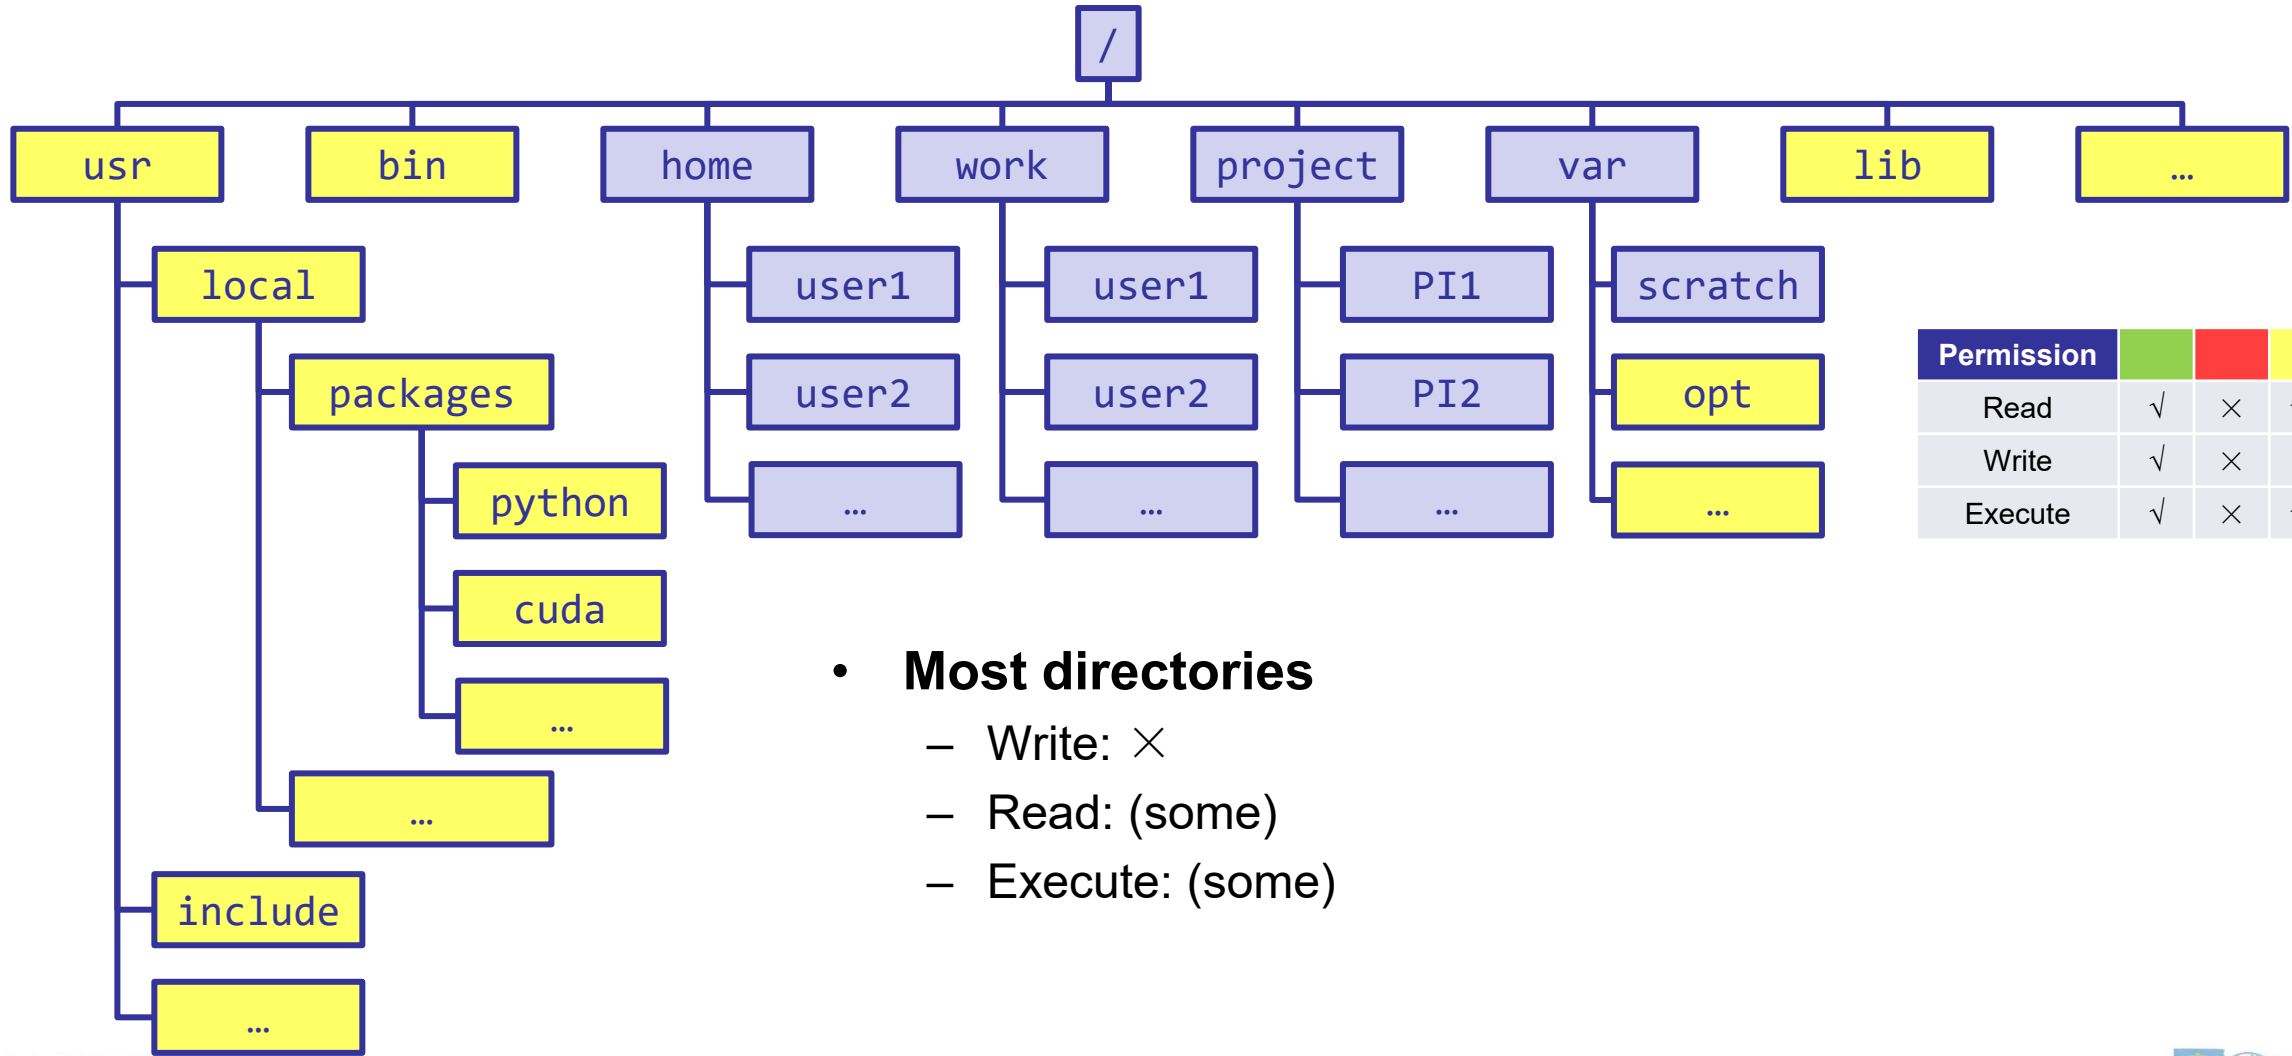 /
usr bin home work project var lib …
local user1 user1 PI1 scratch
packages user2 user2 PI2 opt
python … … … …
cuda
…
…
include
…
Permission
Read √ ×
Write √ ×
Execute √ ×
• Most directories
– Write: ×
– Read: (some)
– Execute: (some)